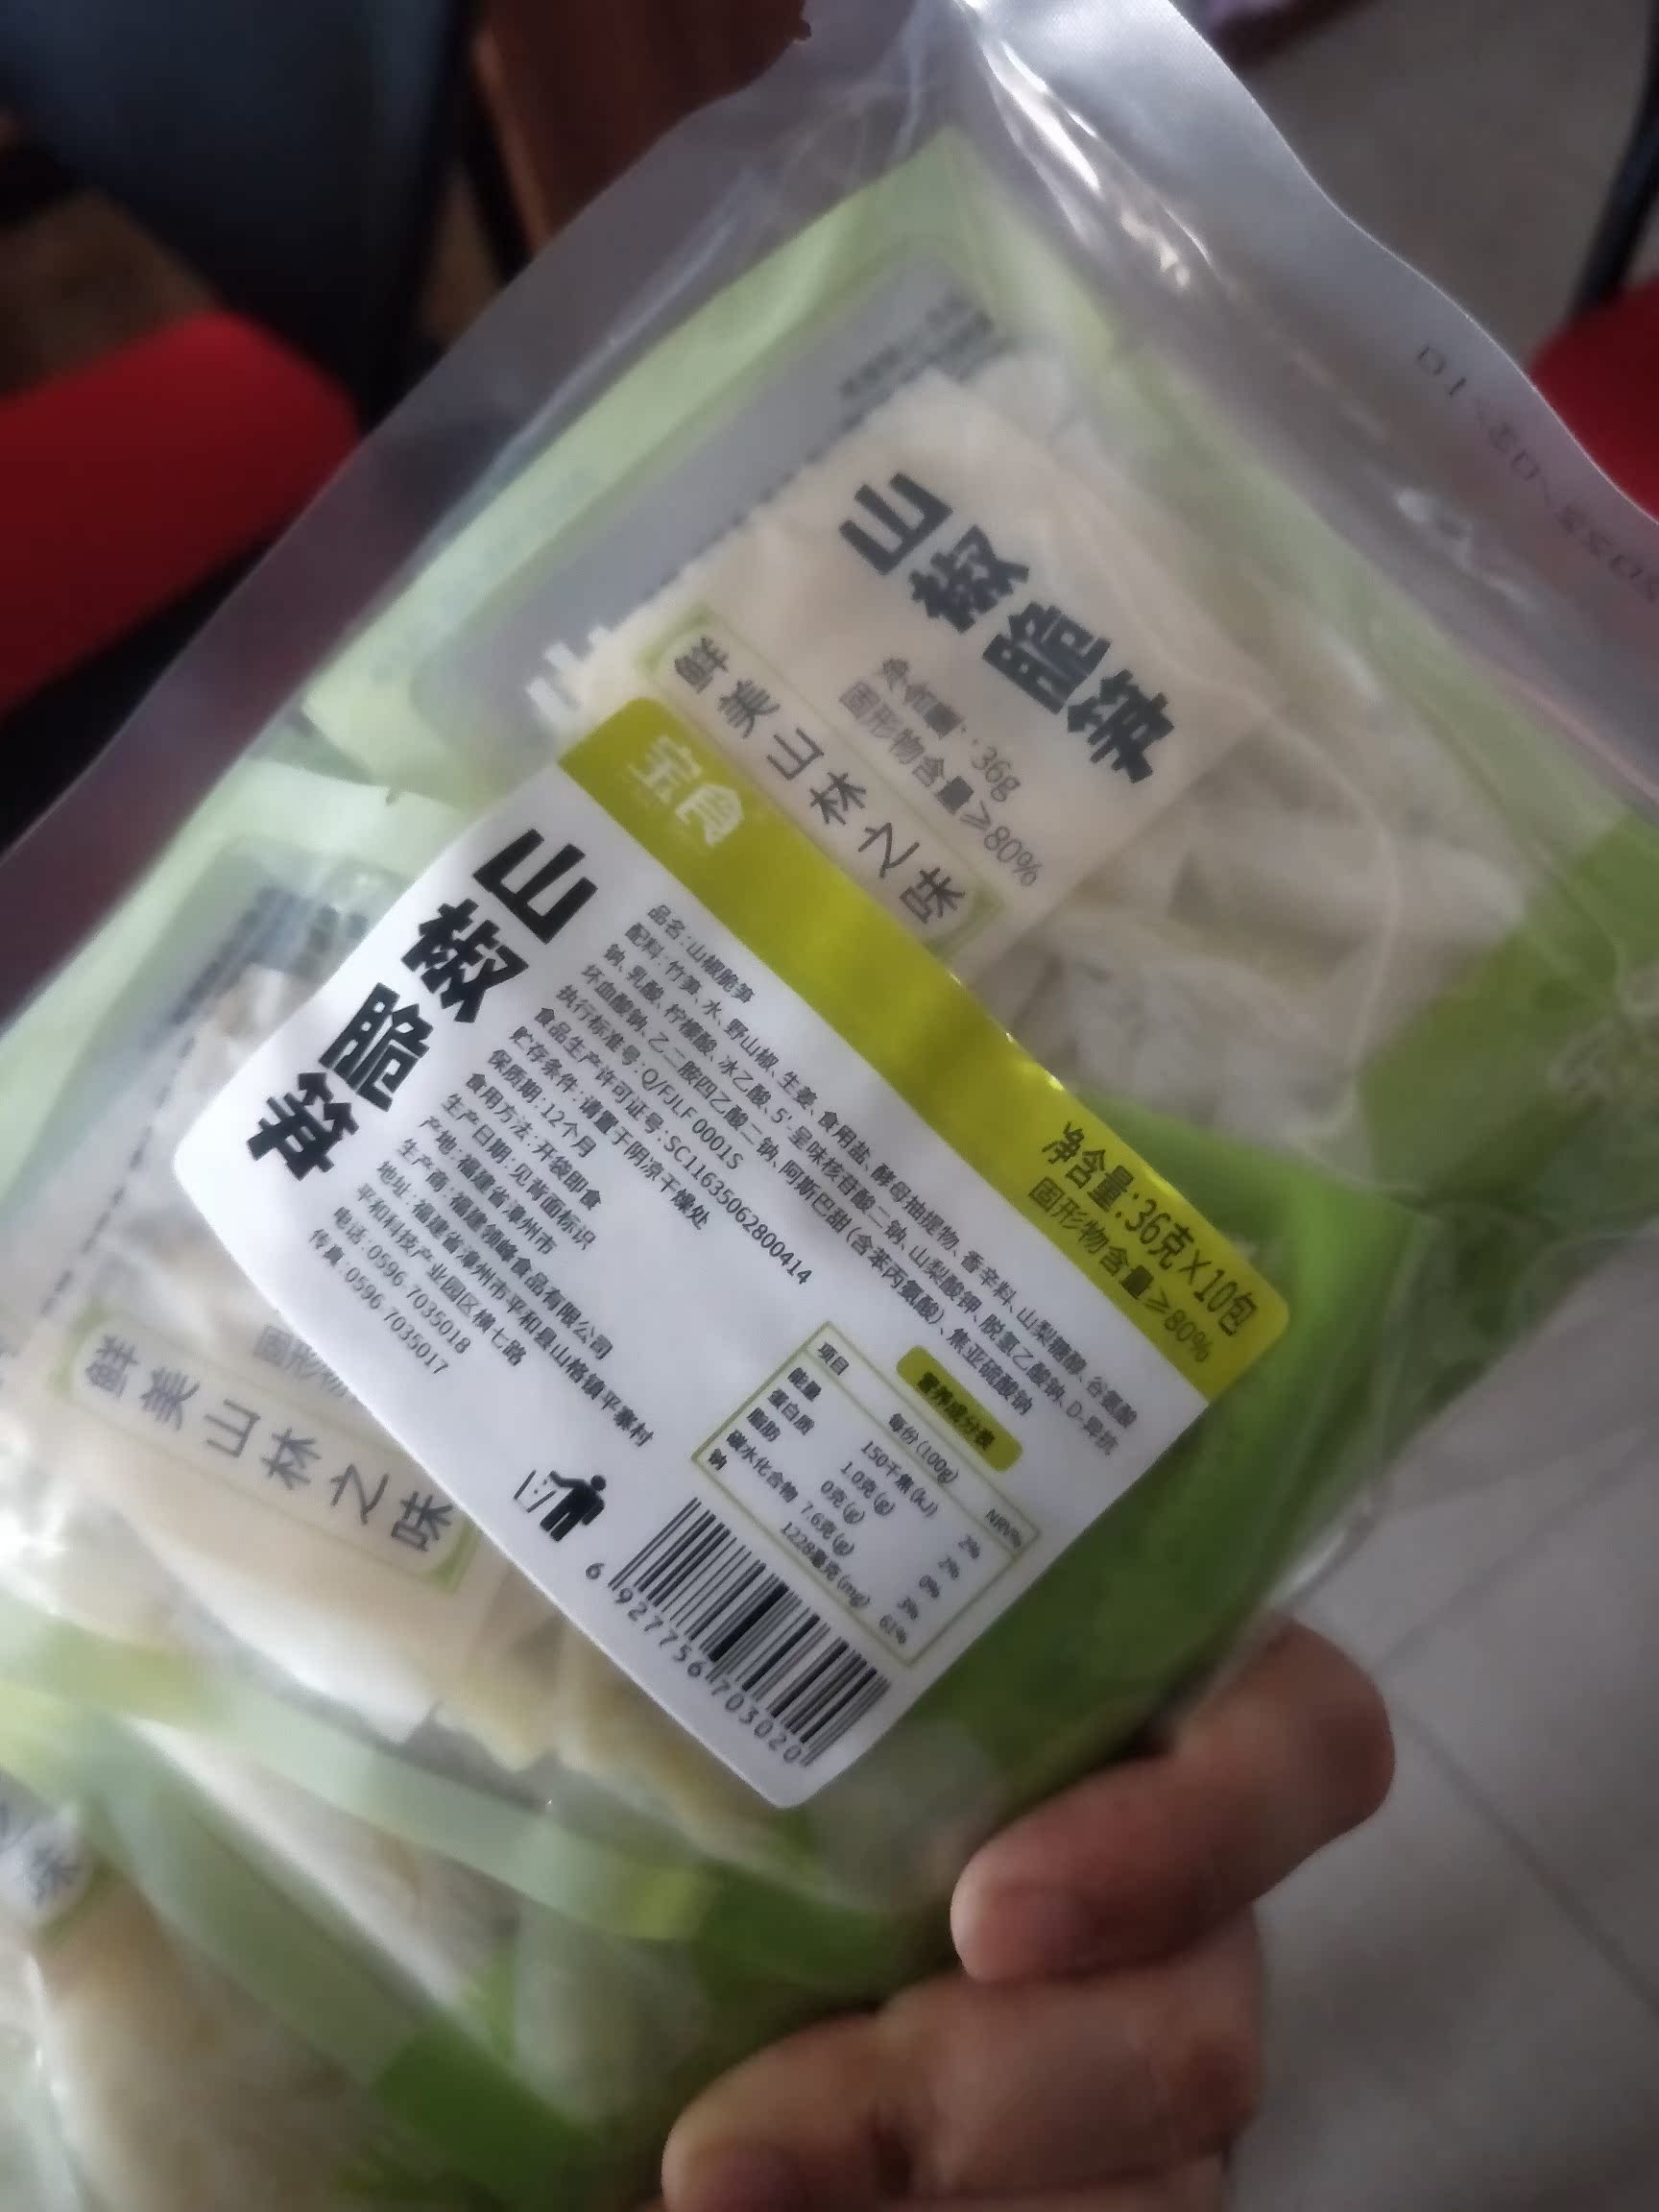 山椒脆笋
净含量:36g
固形物含量≥80%
鲜美山林之味
宝食
净含量:36克×10包
固形物含量≥80%
山椒脆笋
品名:山椒脆笋
配料:竹笋、水、野山椒、生姜、食用盐、酵母抽提物、香辛料、山梨糖醇、谷氨酸
钠、乳酸、柠檬酸、冰乙酸、5'-呈味核苷酸二钠、山梨酸钾、脱氢乙酸钠、D-异抗
坏血酸钠、乙二胺四乙酸二钠、阿斯巴甜(含苯丙氨酸)、焦亚硫酸钠
执行标准号:Q/FJLF 0001S
食品生产许可证号:SC11635062800414
贮存条件:请置于阴凉干燥处
保质期:12个月
食用方法:开袋即食
生产日期:见背面标识
产地:福建省漳州市
生产商:福建领峰食品有限公司
地址:福建省漳州市平和县山格镇平寨村
平和科技产业园区横七路
电话:0596 7035018
传真:0596 7035017
营养成分表
项目 每份(100g) NRV%
能量 150千焦(kJ) 2%
蛋白质 1.0克(g) 2%
脂肪 0克(g) 0%
碳水化合物 7.6克(g) 3%
钠 1228毫克(mg) 61%
6 927756 703020
鲜美山林之味
味